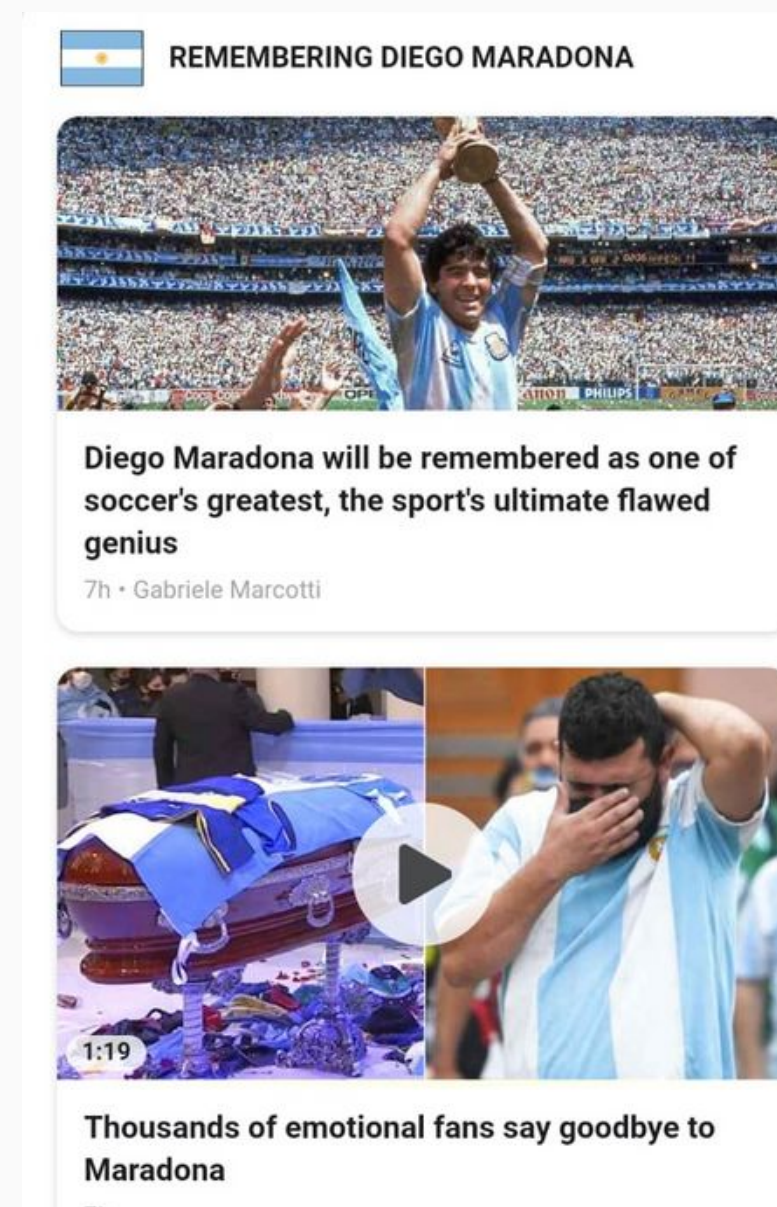 REMEMBERING DIEGO MARADONA
PHILIPS
Diego Maradona will be remembered as one of
soccer's greatest, the sport's ultimate flawed
genius
7h • Gabriele Marcotti
1:19
Thousands of emotional fans say goodbye to
Maradona